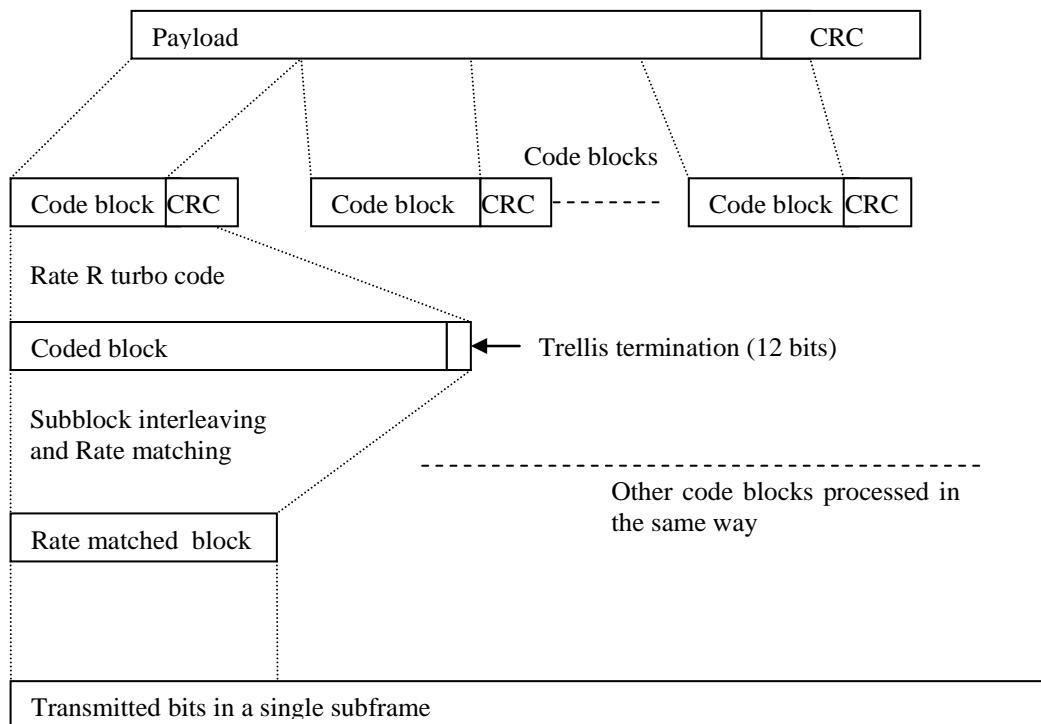 Payload CRC
Code blocks
Code block CRC Code block CRC Code block CRC
Rate R turbo code
Coded block
Trellis termination (12 bits)
Subblock interleaving
and Rate matching
Other code blocks processed in
the same way
Rate matched block
Transmitted bits in a single subframe